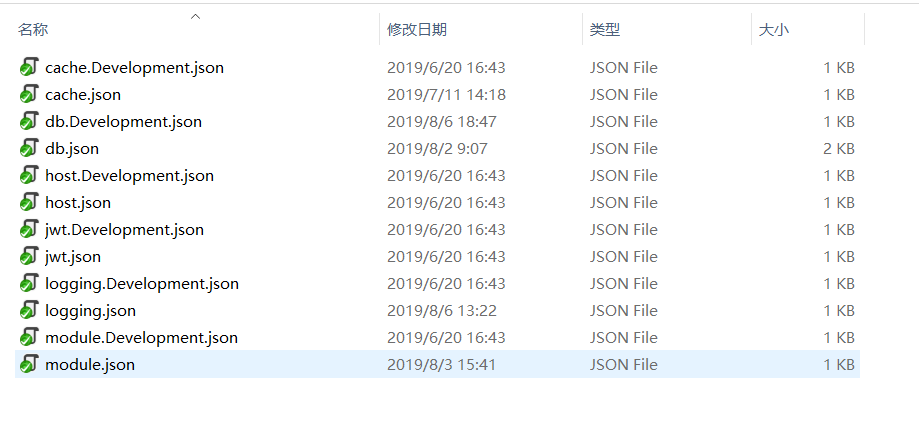 名称 修改日期 类型 大小
cache.Development.json 2019/6/20 16:43 JSON File 1 KB
cache.json 2019/7/11 14:18 JSON File 1 KB
db.Development.json 2019/8/6 18:47 JSON File 1 KB
db.json 2019/8/2 9:07 JSON File 2 KB
host.Development.json 2019/6/20 16:43 JSON File 1 KB
host.json 2019/6/20 16:43 JSON File 1 KB
jwt.Development.json 2019/6/20 16:43 JSON File 1 KB
jwt.json 2019/6/20 16:43 JSON File 1 KB
logging.Development.json 2019/6/20 16:43 JSON File 1 KB
logging.json 2019/8/6 13:22 JSON File 1 KB
module.Development.json 2019/6/20 16:43 JSON File 1 KB
module.json 2019/8/3 15:41 JSON File 1 KB